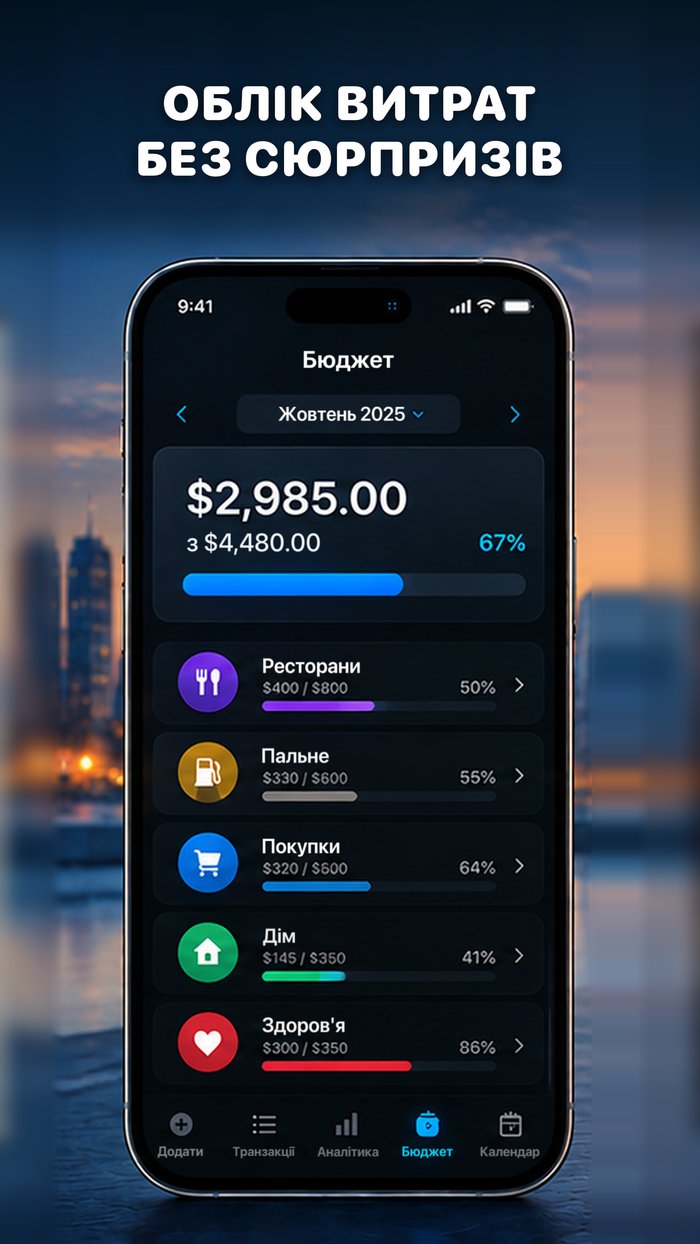 ОБЛІК ВИТРАТ
БЕЗ СЮРПРИЗІВ
9:41
Бюджет
Жовтень 2025
$2,985.00
з $4,480.00
67%
Ресторани
$400 / $800
50%
Пальне
$330 / $600
55%
Покупки
$320 / $600
64%
Дім
$145 / $350
41%
Здоров'я
$300 / $350
86%
Додати
Транзакції
Аналітика
Бюджет
Календар